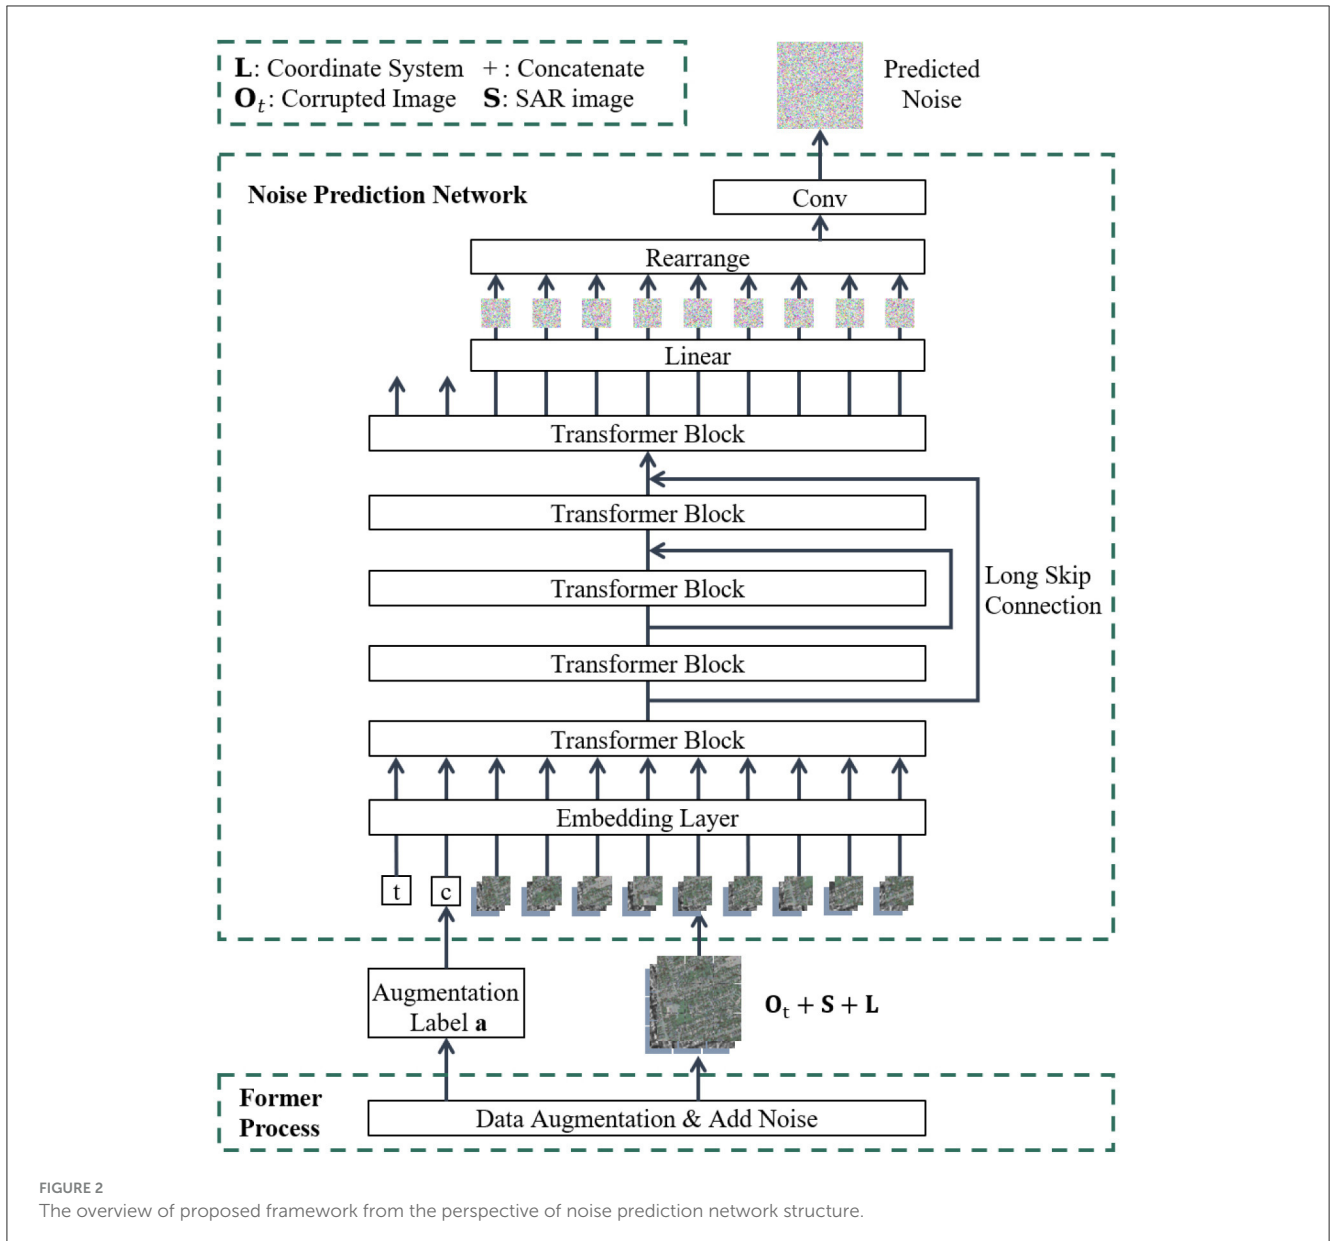 L: Coordinate System + : Concatenate
Oₜ: Corrupted Image S: SAR image
Predicted
Noise
Noise Prediction Network
Conv
Rearrange
Linear
Transformer Block
Transformer Block
Transformer Block
Long Skip
Connection
Transformer Block
Transformer Block
Embedding Layer
t
c
Augmentation
Label a
Oₜ + S + L
Former
Process
Data Augmentation & Add Noise
FIGURE 2
The overview of proposed framework from the perspective of noise prediction network structure.